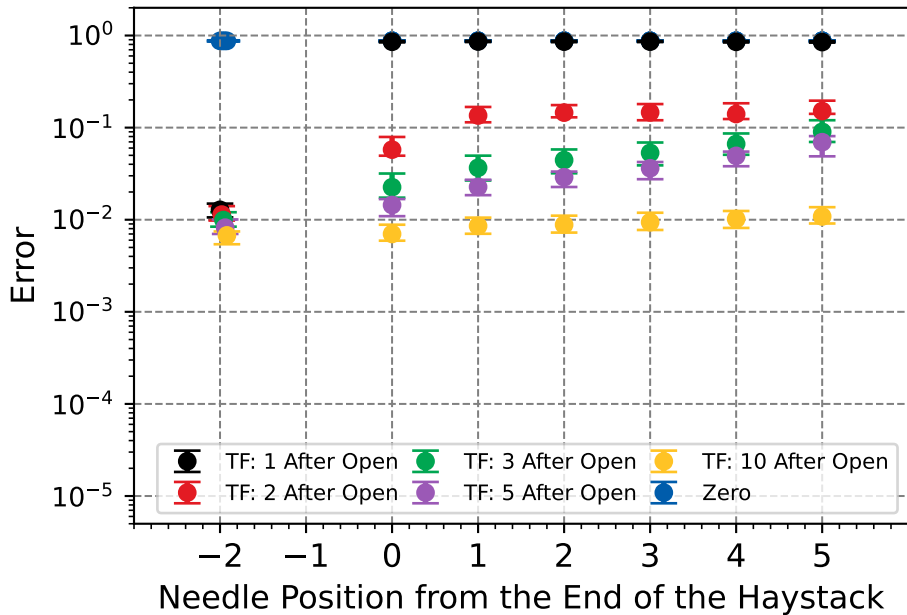 10⁰
10⁻¹
10⁻²
10⁻³
10⁻⁴
10⁻⁵
Error
TF: 1 After Open
TF: 3 After Open
TF: 10 After Open
TF: 2 After Open
TF: 5 After Open
Zero
−2 −1 0 1 2 3 4 5
Needle Position from the End of the Haystack